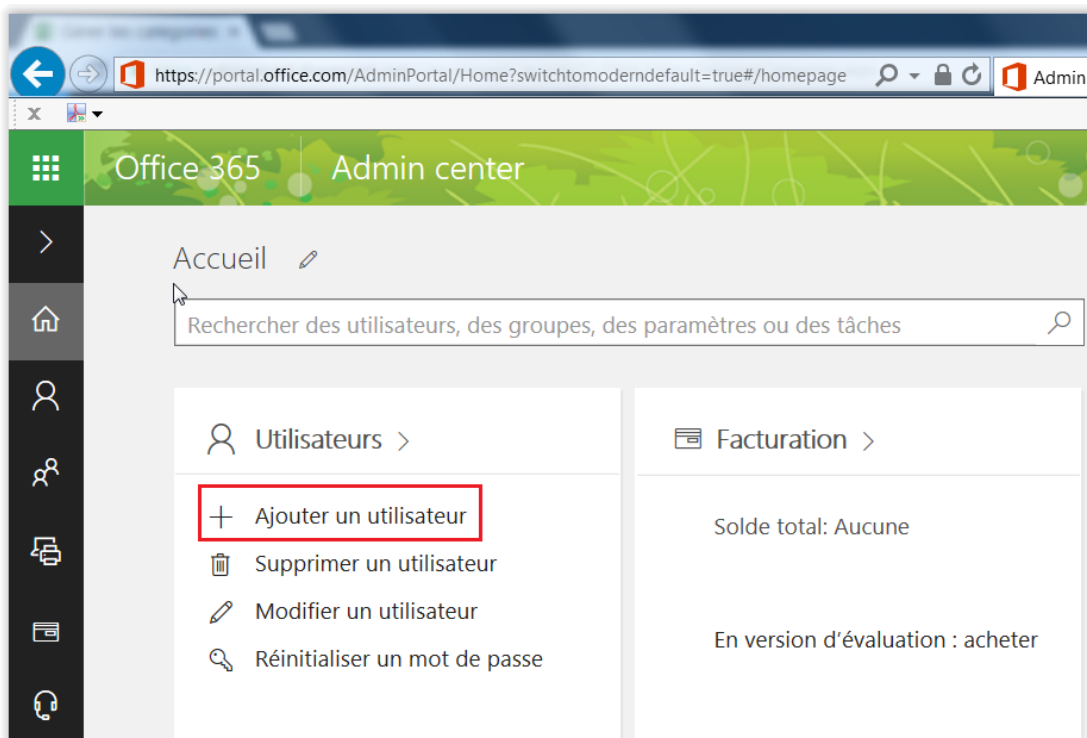 https://portal.office.com/AdminPortal/Home?switchtomoderndefault=true#/homepage
Admin
x
Office 365
Admin center
Accueil
Rechercher des utilisateurs, des groupes, des paramètres ou des tâches
Utilisateurs
Ajouter un utilisateur
Supprimer un utilisateur
Modifier un utilisateur
Réinitialiser un mot de passe
Facturation
Solde total: Aucune
En version d'évaluation : acheter